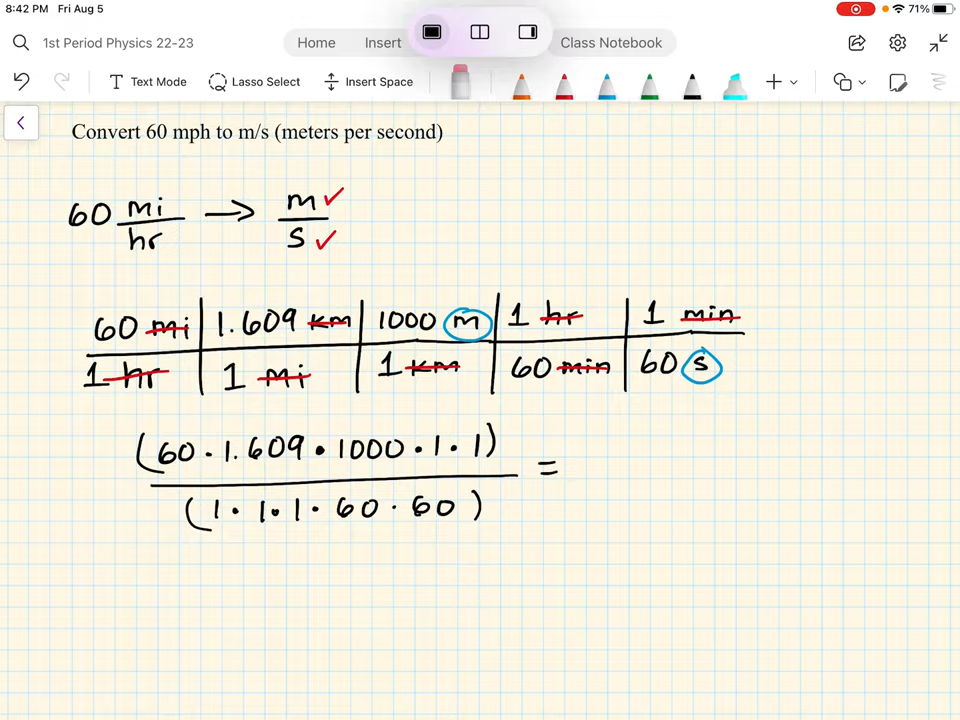 8:42 PM Fri Aug 5 71%
1st Period Physics 22-23 Home Insert Class Notebook
Text Mode Lasso Select Insert Space
Convert 60 mph to m/s (meters per second)
60 mi/hr → m/s
60 mi | 1.609 km | 1000 m | 1 hr | 1 min
1 hr | 1 mi | 1 km | 60 min | 60 s
(60 · 1.609 · 1000 · 1 · 1) =
(1 · 1 · 1 · 60 · 60)